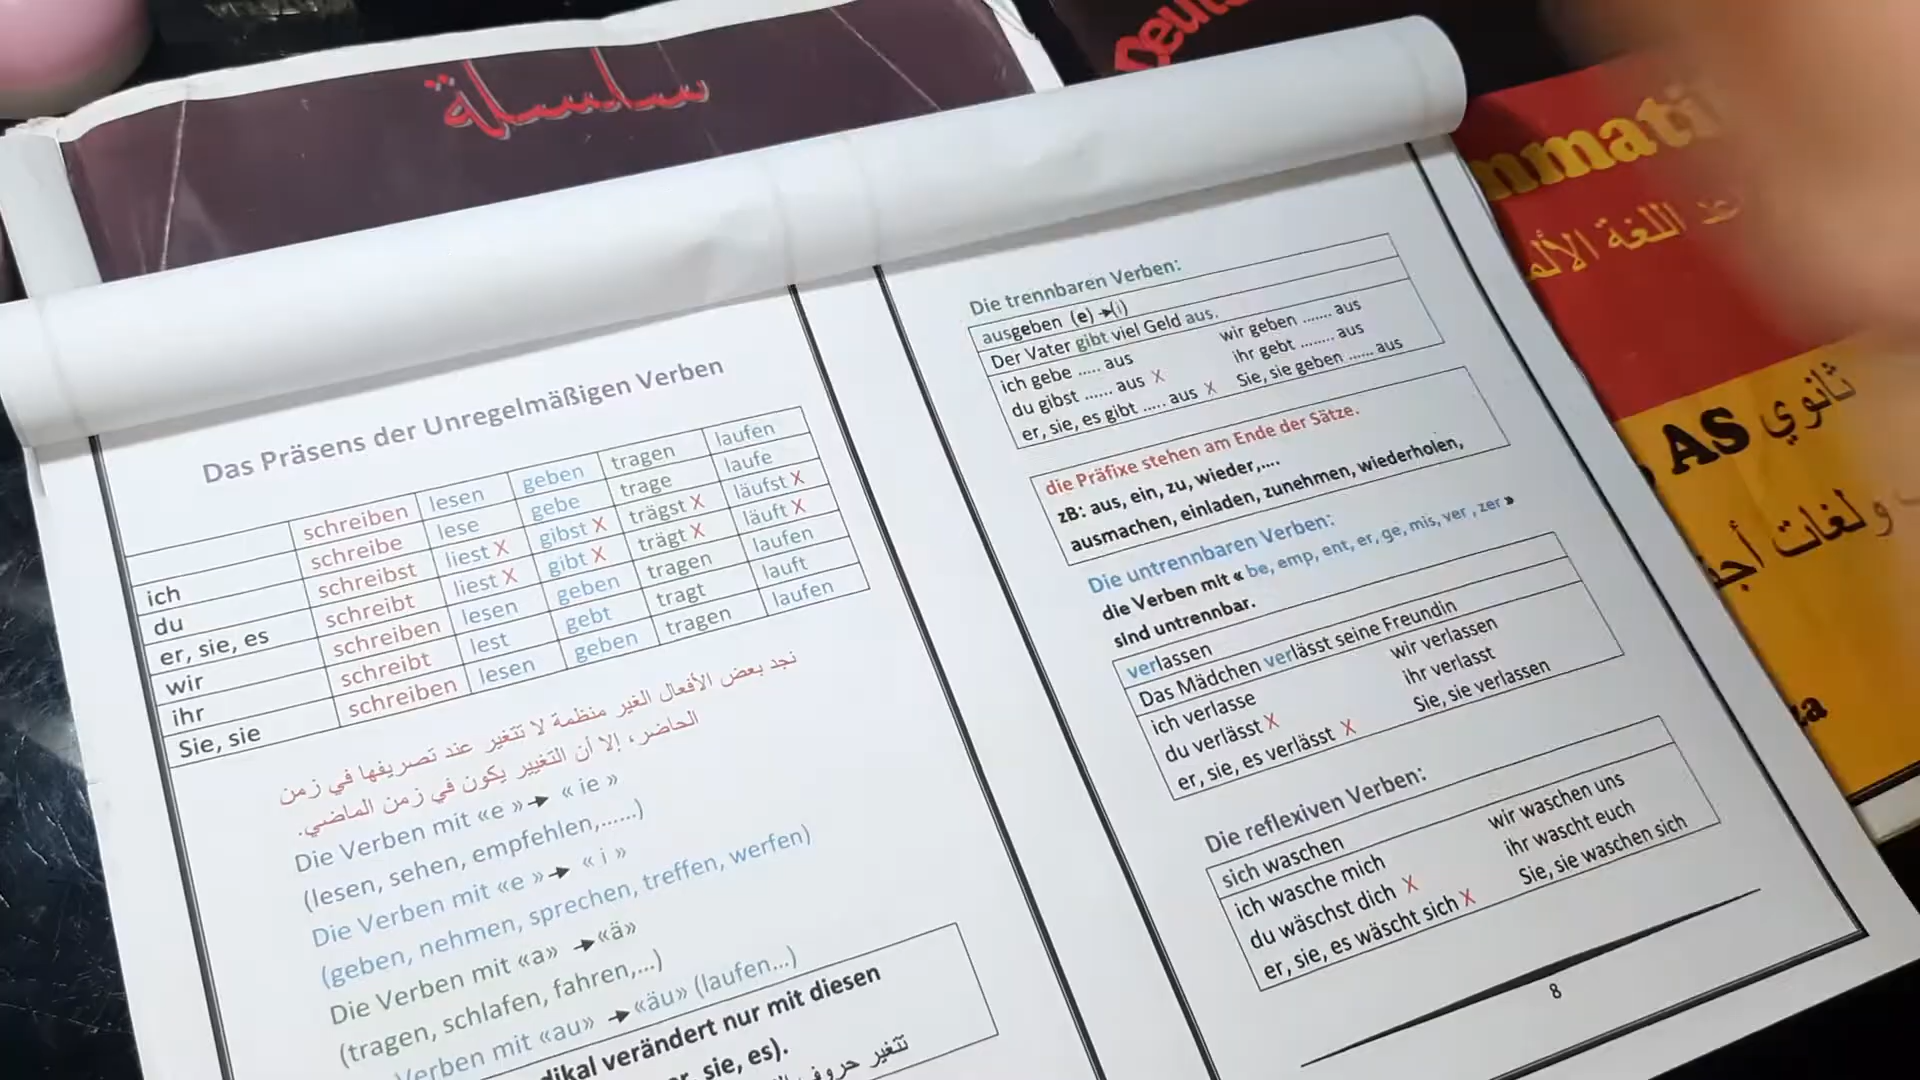 سلسلة
Deuts
mmati
اللغة الألم
AS ثانوي
ولغات أجن
za
Das Präsens der Unregelmäßigen Verben
schreiben lesen geben tragen laufen
ich schreibe lese gebe trage laufe
du schreibst liest X gibst X trägst X läufst X
er, sie, es schreibt liest X gibt X trägt X läuft X
wir schreiben lesen geben tragen laufen
ihr schreibt lest gebt tragt lauft
Sie, sie schreiben lesen geben tragen laufen
نجد بعض الأفعال الغير منظمة لا تتغير عند تصريفها في زمن
الحاضر، إلا أن التغيير يكون في زمن الماضي.
Die Verben mit «e »➔ « ie »
(lesen, sehen, empfehlen,......)
Die Verben mit «e »➔ « i »
(geben, nehmen, sprechen, treffen, werfen)
Die Verben mit «a» ➔«ä»
(tragen, schlafen, fahren,...)
Verben mit «au» ➔«äu» (laufen...)
dikal verändert nur mit diesen
er, sie, es).
تتغير حروف
Die trennbaren Verben:
ausgeben (e) ➔(i)
Der Vater gibt viel Geld aus.
ich gebe ..... aus wir geben ....... aus
du gibst ...... aus X ihr gebt ........ aus
er, sie, es gibt ..... aus X Sie, sie geben ...... aus
die Präfixe stehen am Ende der Sätze.
zB: aus, ein, zu, wieder,....
ausmachen, einladen, zunehmen, wiederholen,
Die untrennbaren Verben:
die Verben mit « be, emp, ent, er, ge, mis, ver , zer »
sind untrennbar.
verlassen
Das Mädchen verlässt seine Freundin
ich verlasse wir verlassen
du verlässt X ihr verlasst
er, sie, es verlässt X Sie, sie verlassen
Die reflexiven Verben:
sich waschen
ich wasche mich wir waschen uns
du wäschst dich X ihr wascht euch
er, sie, es wäscht sich X Sie, sie waschen sich
8